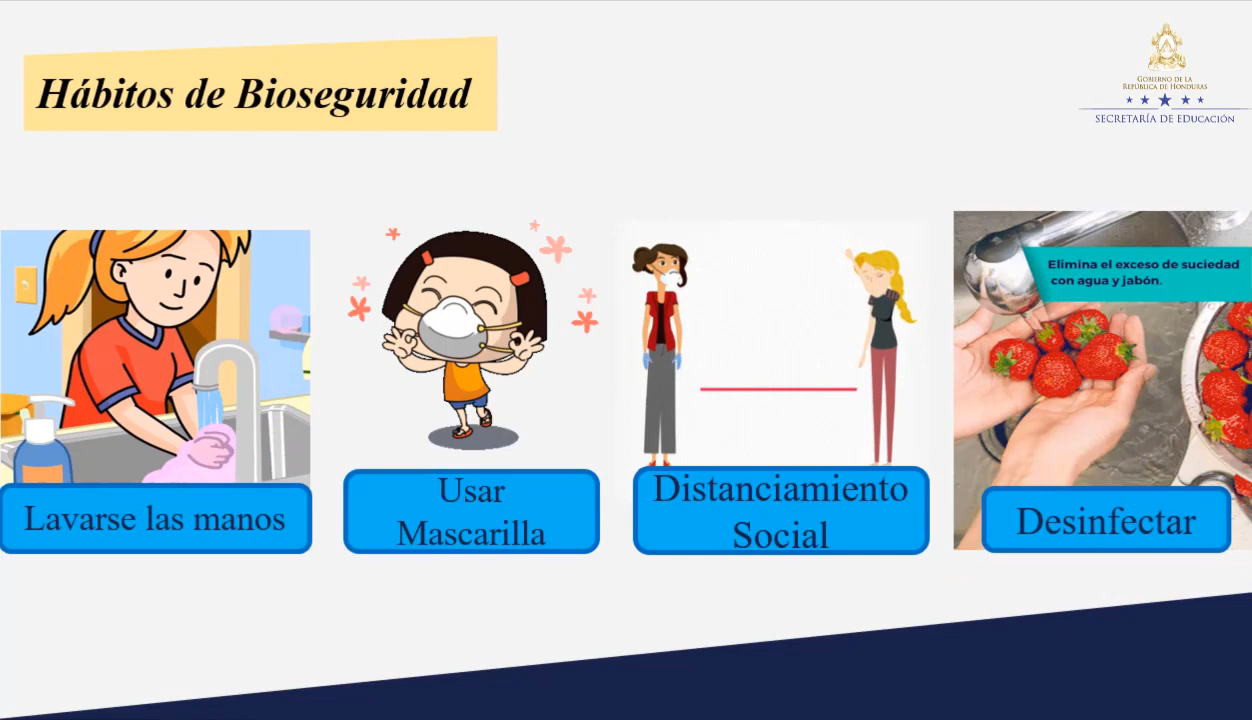 Hábitos de Bioseguridad
GOBIERNO DE LA
REPÚBLICA DE HONDURAS
SECRETARÍA DE EDUCACIÓN
Elimina el exceso de suciedad
con agua y jabón.
Lavarse las manos
Usar
Mascarilla
Distanciamiento
Social
Desinfectar